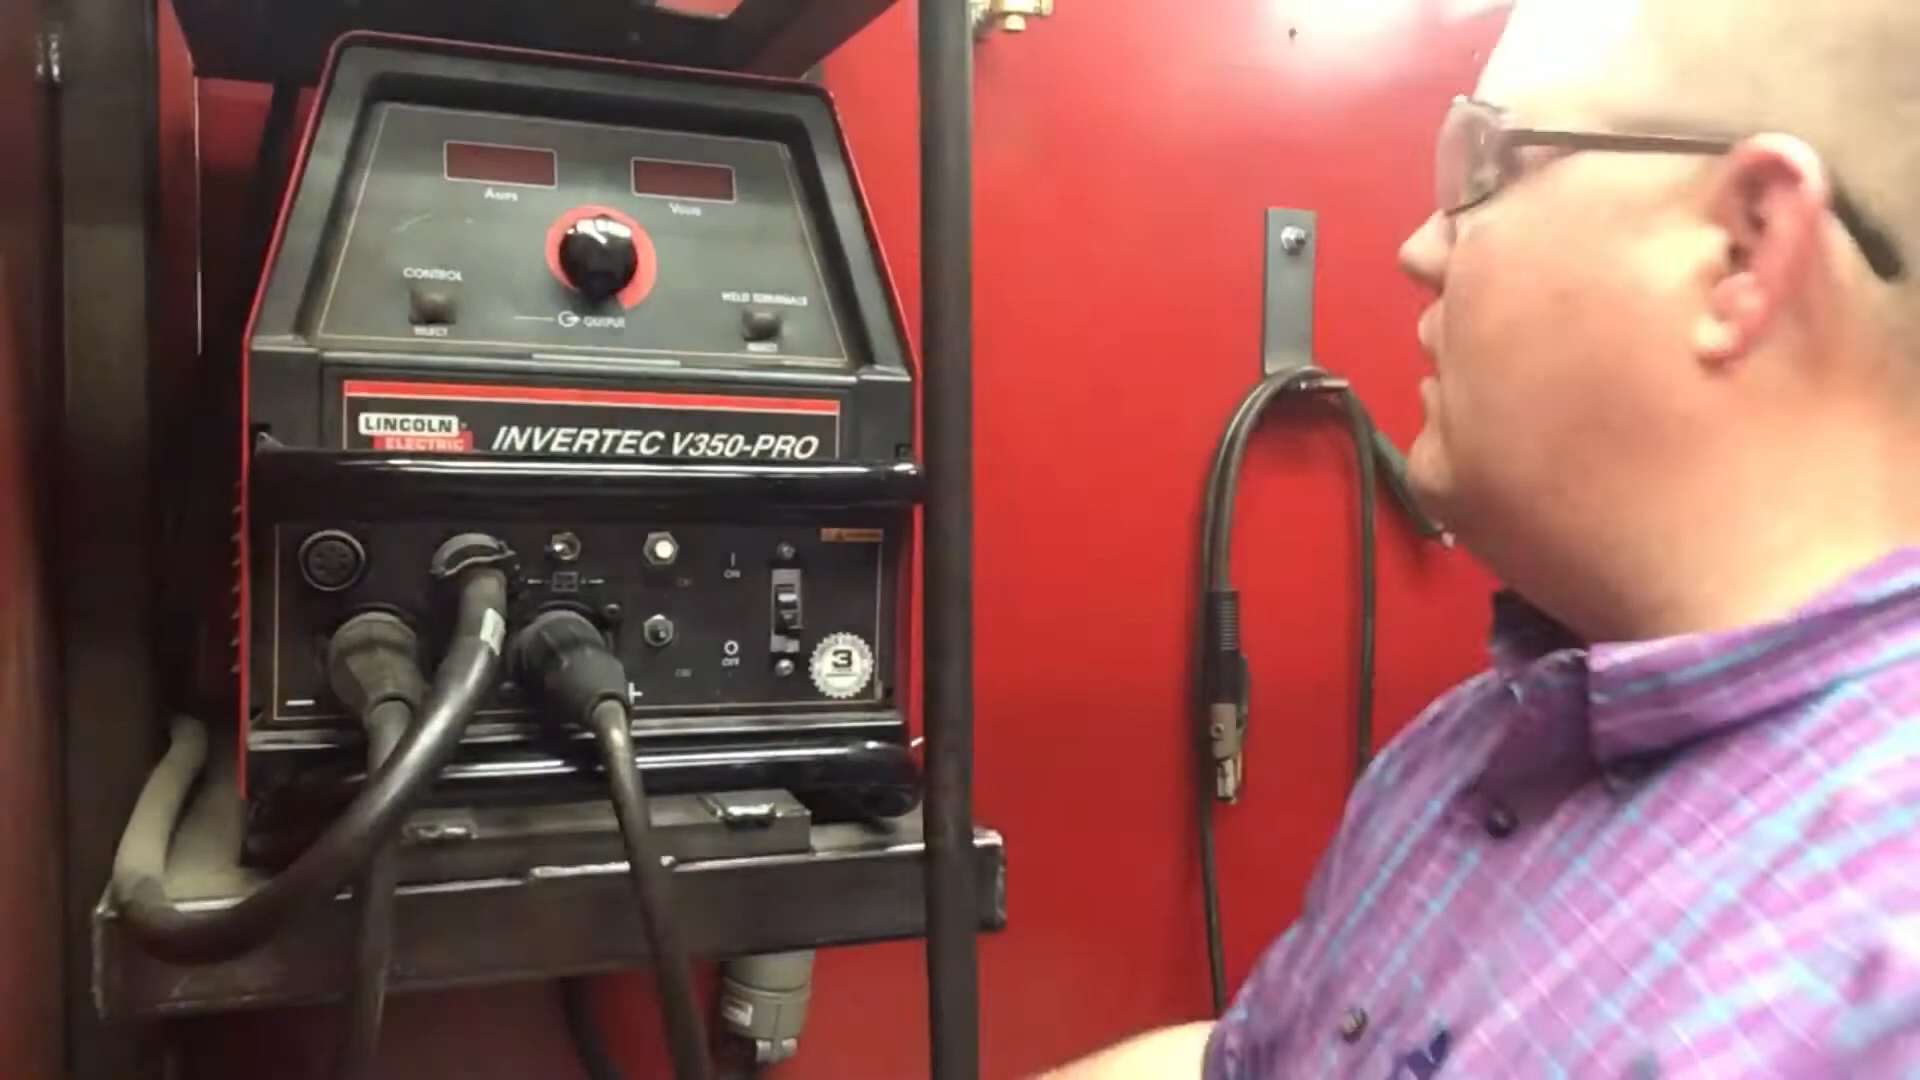 AMPS
VOLTS
CONTROL
SELECT
OUTPUT
WELD TERMINALS
SELECT
LINCOLN
ELECTRIC
INVERTEC V350-PRO
ON
OFF
3